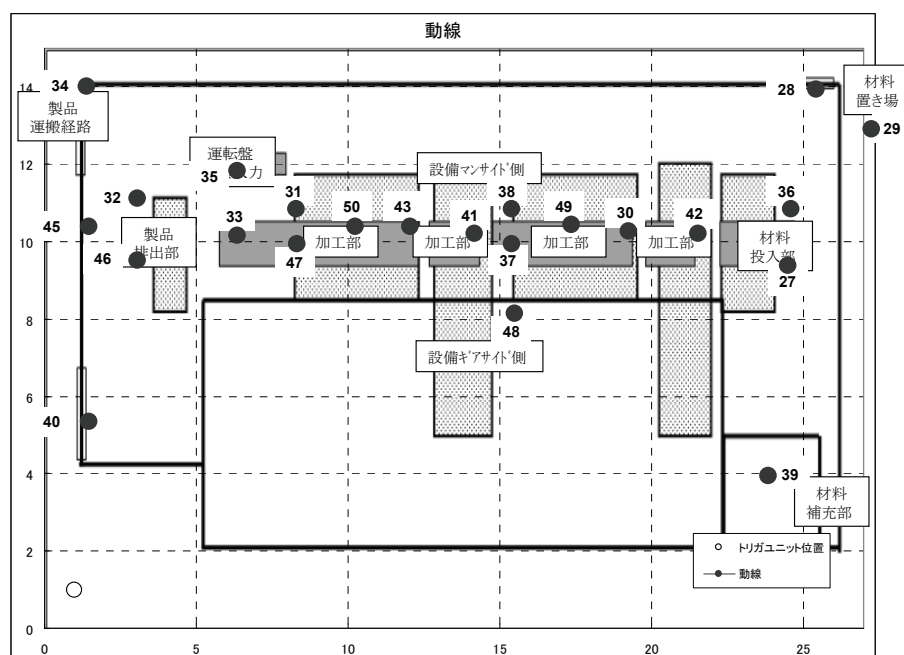 動線
14
12
10
8
6
4
2
0
0
5
10
15
20
25
34
製品
運搬経路
28
材料
置き場
29
運転盤
入力
35
設備マンサイド側
32
31
50
43
38
49
36
45
33
41
30
42
加工部
加工部
加工部
加工部
製品
排出部
46
47
37
材料
投入部
27
48
設備ギアサイド側
40
39
材料
補充部
トリガユニット位置
動線